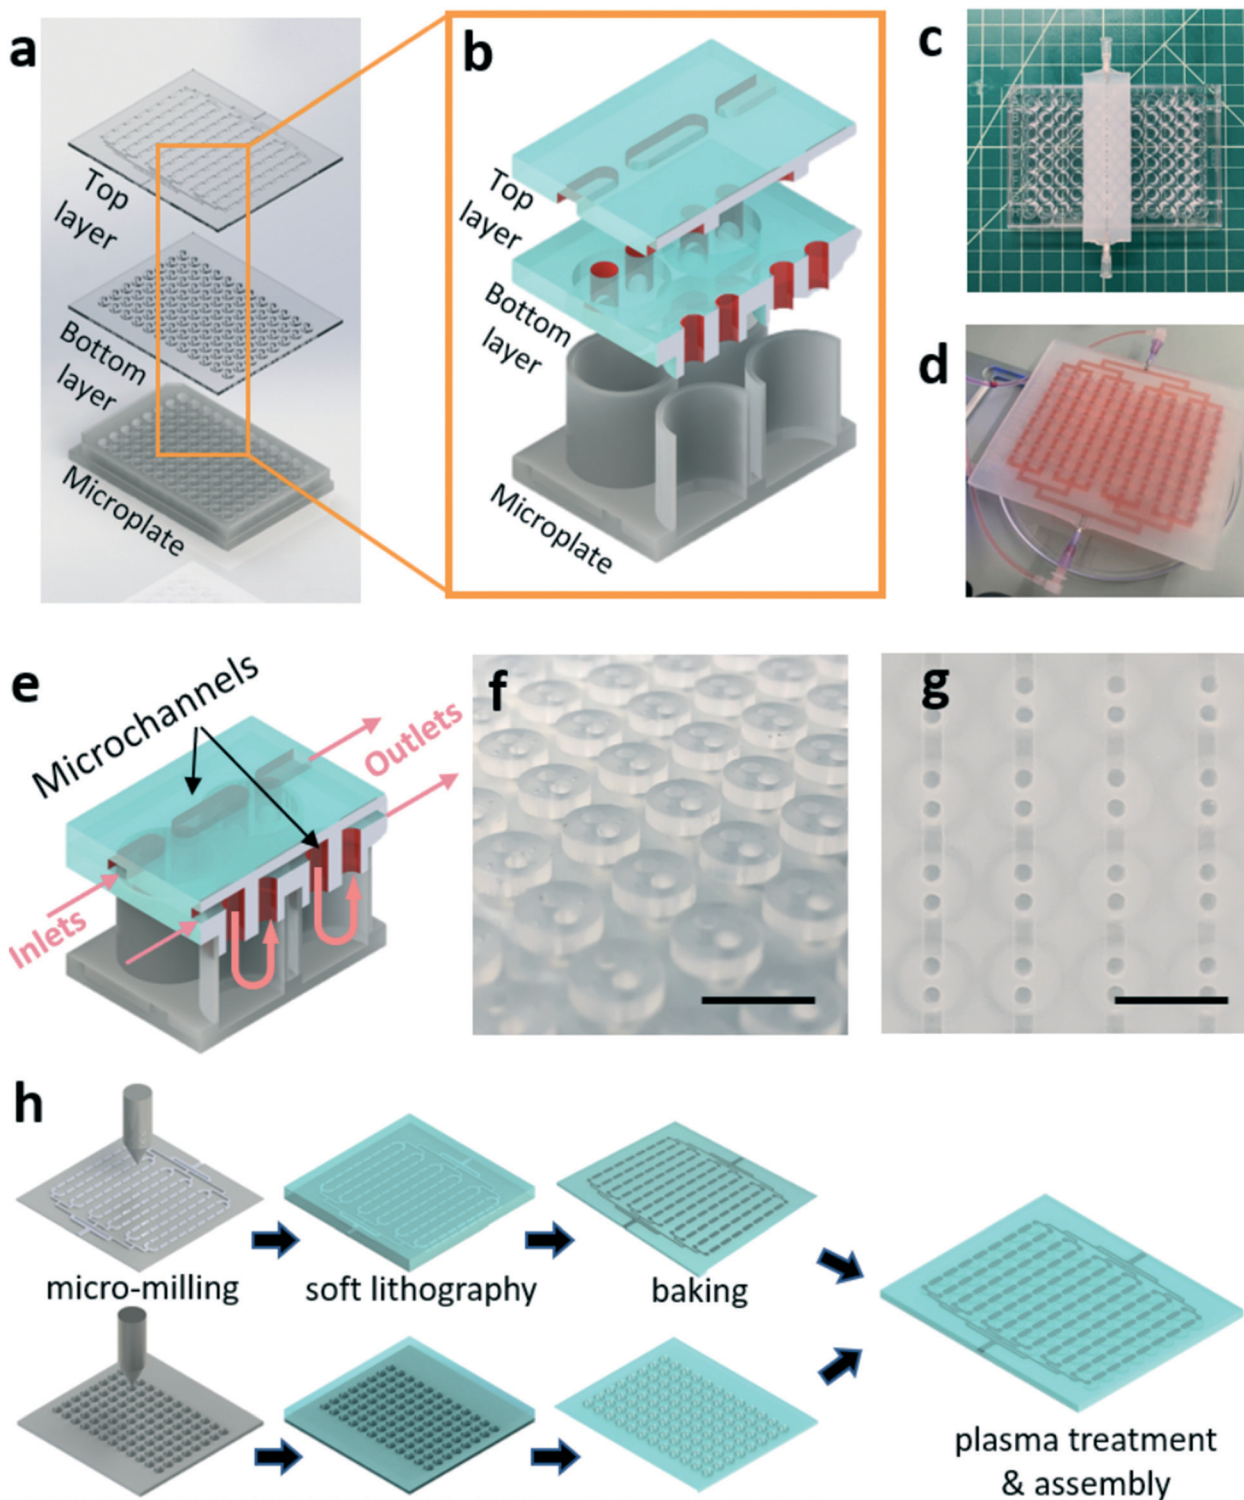 a
Top
layer
Bottom
layer
Microplate
b
Top
layer
Bottom
layer
Microplate
c
d
e
Microchannels
Outlets
Inlets
f
g
h
micro-milling
soft lithography
baking
plasma treatment
& assembly